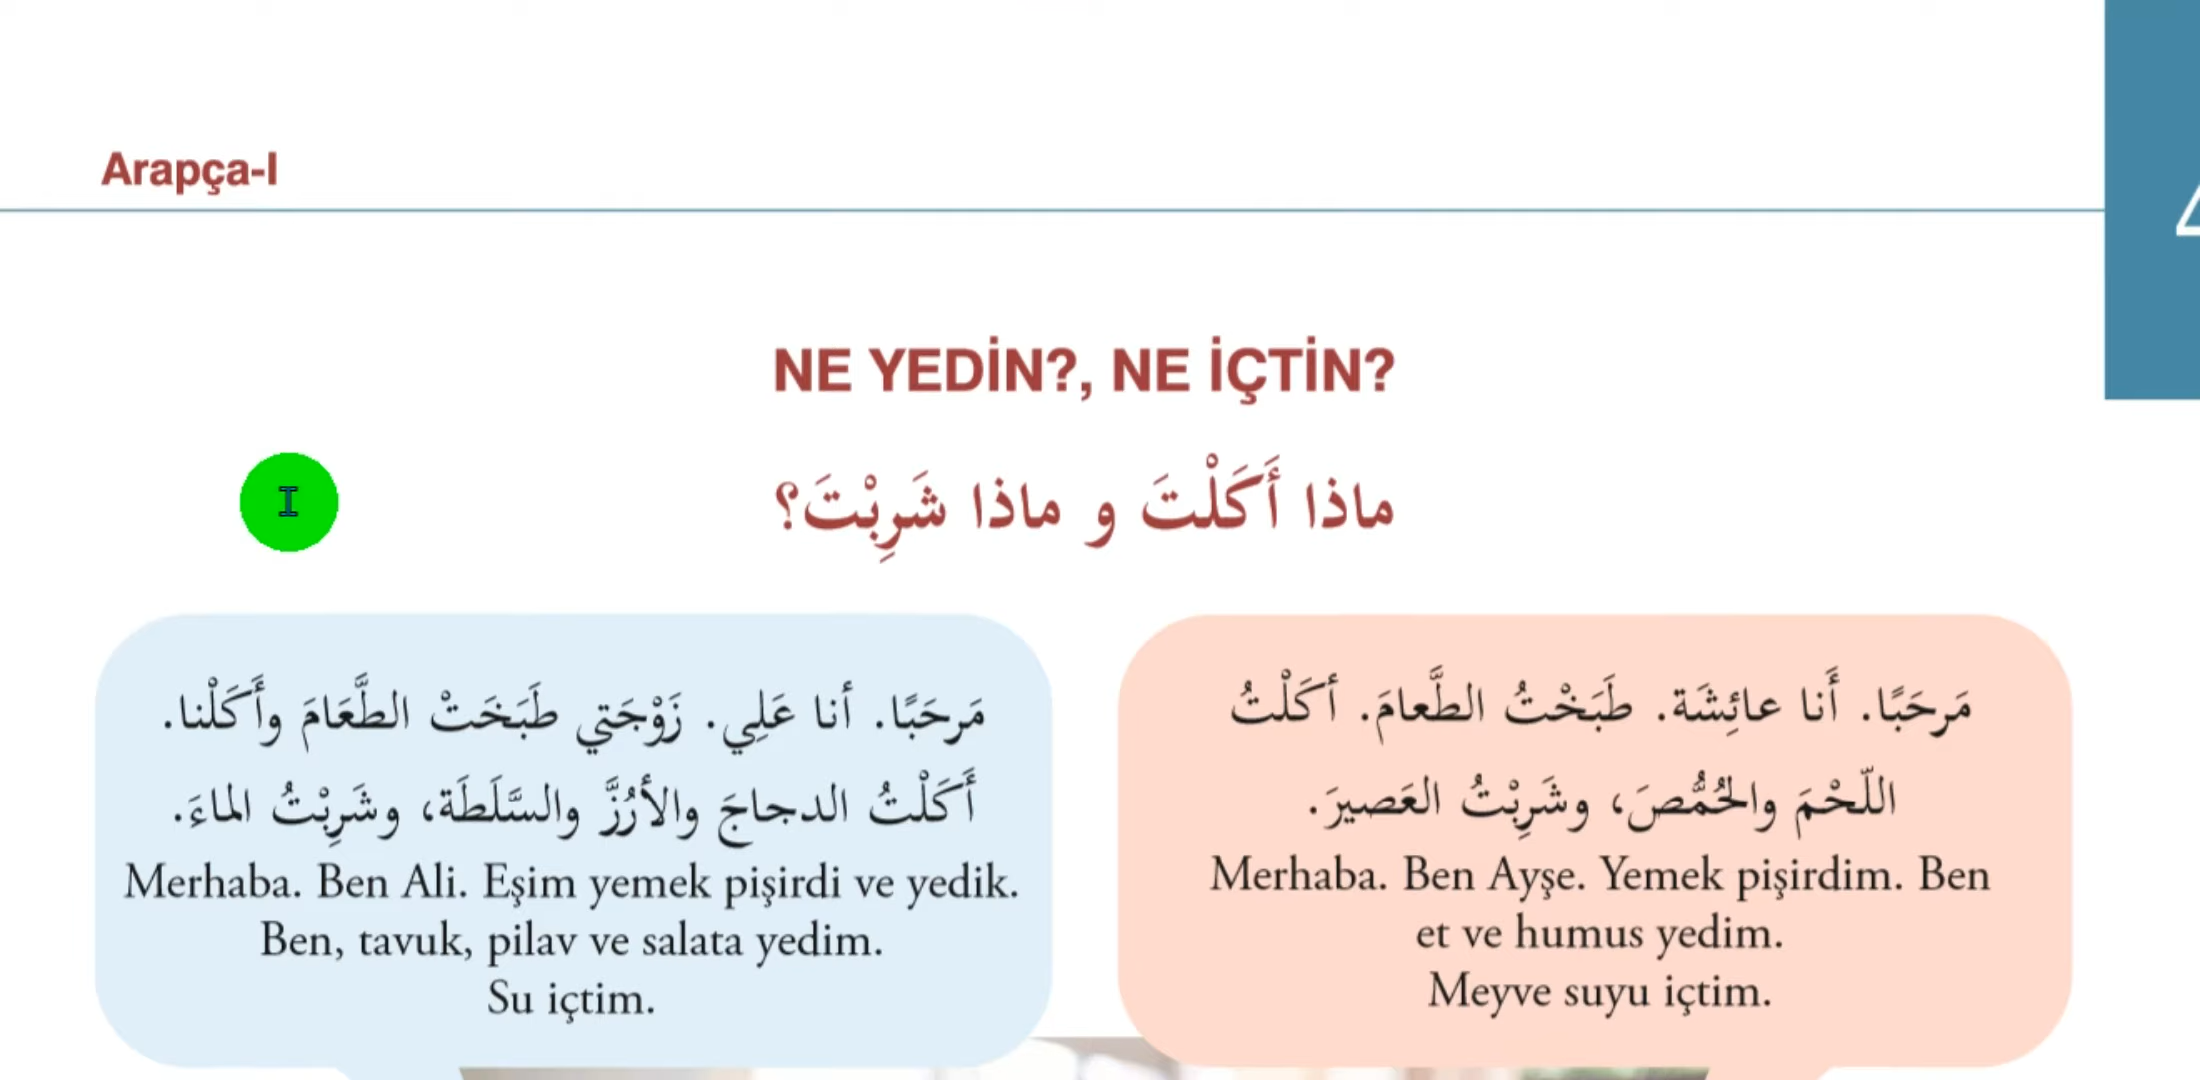 Arapça-I
NE YEDİN?, NE İÇTİN?
ماذا أَكَلْتَ و ماذا شَرِبْتَ؟
مَرحَبًا. أنا عَلِي. زَوْجَتي طَبَخَتْ الطَّعَامَ وأَكَلْنا.
أَكَلْتُ الدجاجَ والأرُزَّ والسَّلَطَة، وشَرِبْتُ الماءَ.
Merhaba. Ben Ali. Eşim yemek pişirdi ve yedik.
Ben, tavuk, pilav ve salata yedim.
Su içtim.
مَرحَبًا. أَنا عائِشَة. طَبَخْتُ الطَّعامَ. أكَلْتُ
اللّحْمَ والحُمُّصَ، وشَرِبْتُ العَصيرَ.
Merhaba. Ben Ayşe. Yemek pişirdim. Ben
et ve humus yedim.
Meyve suyu içtim.